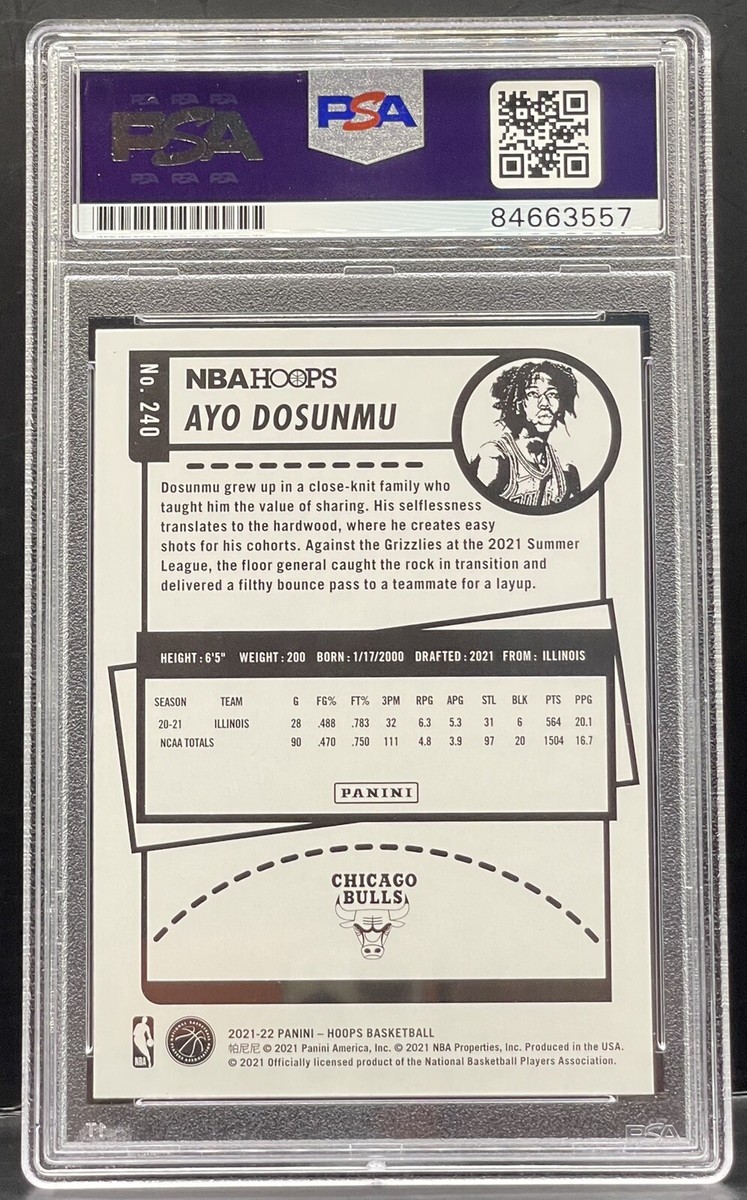 PSA PSA PSA
PSA
PSA PSA PSA
PSA
84663557
No. 240
NBA HOOPS
AYO DOSUNMU
Dosunmu grew up in a close-knit family who
taught him the value of sharing. His selflessness
translates to the hardwood, where he creates easy
shots for his cohorts. Against the Grizzlies at the 2021 Summer
League, the floor general caught the rock in transition and
delivered a filthy bounce pass to a teammate for a layup.
HEIGHT: 6'5" WEIGHT: 200 BORN: 1/17/2000 DRAFTED: 2021 FROM: ILLINOIS
SEASON TEAM G FG% FT% 3PM RPG APG STL BLK PTS PPG
20-21 ILLINOIS 28 .488 .783 32 6.3 5.3 31 6 564 20.1
NCAA TOTALS 90 .470 .750 111 4.8 3.9 97 20 1504 16.7
PANINI
CHICAGO
BULLS
NBA
2021-22 PANINI – HOOPS BASKETBALL
帕尼尼 © 2021 Panini America, Inc. © 2021 NBA Properties, Inc. Produced in the USA.
© 2021 Officially licensed product of the National Basketball Players Association.
PSA